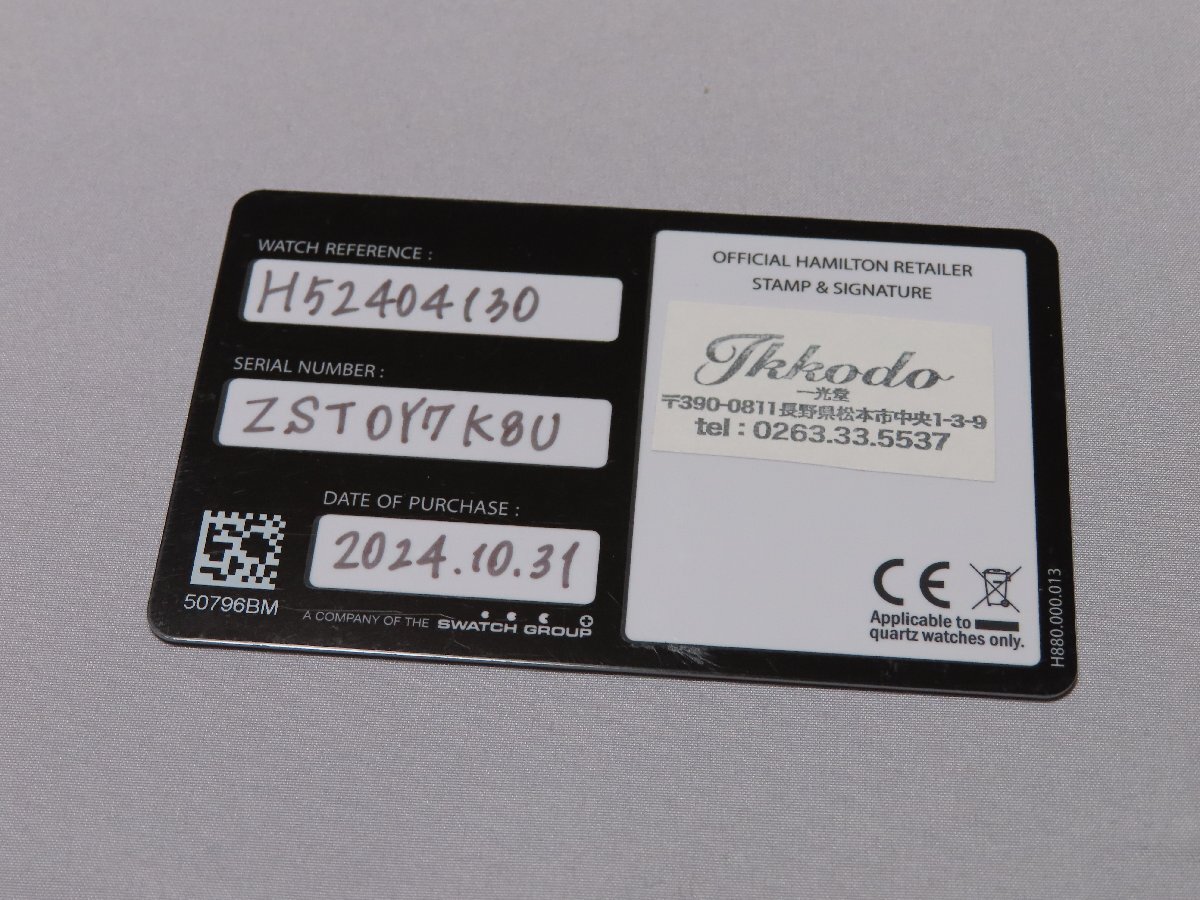 WATCH REFERENCE :
H52404130
SERIAL NUMBER :
ZST0Y7K8U
DATE OF PURCHASE :
2024.10.31
50796BM
A COMPANY OF THE SWATCH GROUP
OFFICIAL HAMILTON RETAILER
STAMP & SIGNATURE
Ikkodo
一光堂
〒390-0811長野県松本市中央1-3-9
tel : 0263.33.5537
CE
Applicable to
quartz watches only.
H880.000.013